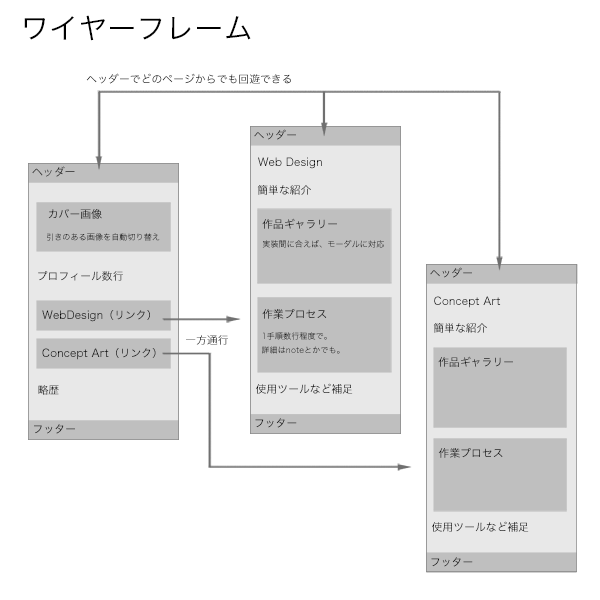 ワイヤーフレーム
ヘッダーでどのページからでも回遊できる
ヘッダー
カバー画像
引きのある画像を自動切り替え
プロフィール数行
WebDesign（リンク）
Concept Art（リンク）
略歴
フッター
一方通行
ヘッダー
Web Design
簡単な紹介
作品ギャラリー
実装間に合えば、モーダルに対応
作業プロセス
1手順数行程度で。
詳細はnoteとかでも。
使用ツールなど補足
フッター
ヘッダー
Concept Art
簡単な紹介
作品ギャラリー
作業プロセス
使用ツールなど補足
フッター